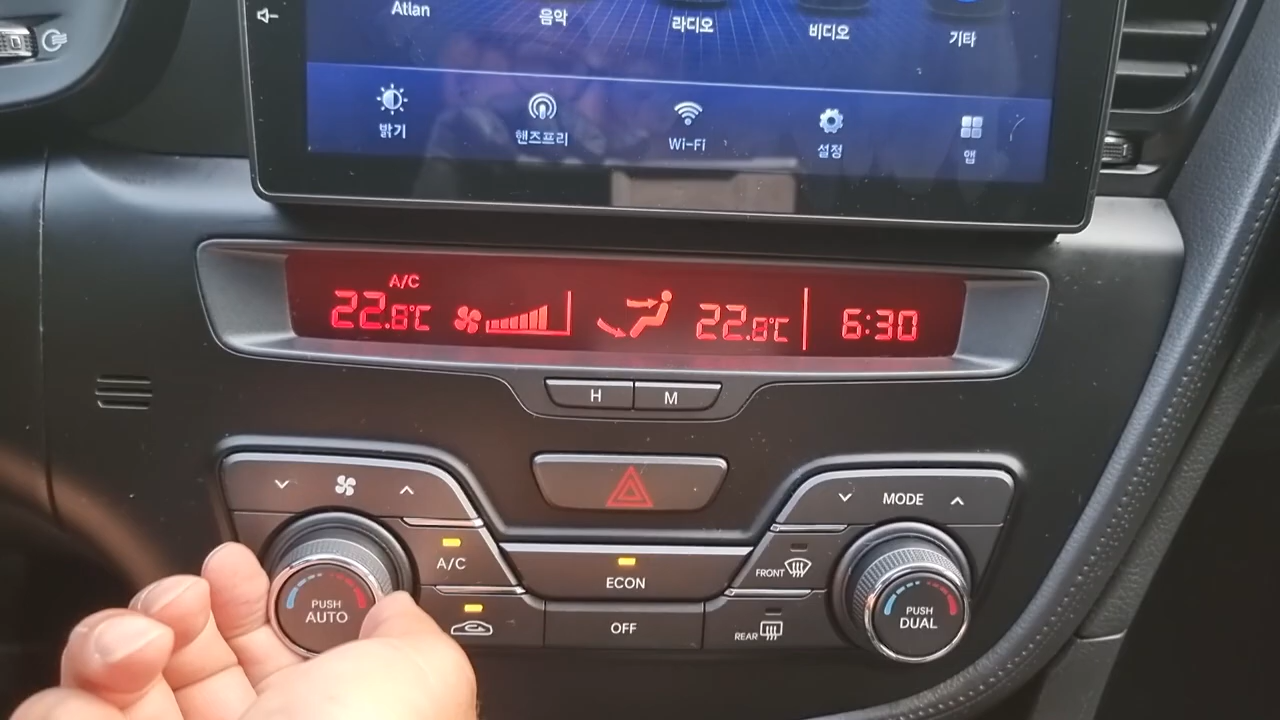 Atlan
음악
라디오
비디오
기타
밝기
핸즈프리
Wi-Fi
설정
앱
A/C
22.8°C
22.8°C
6:30
H
M
MODE
A/C
ECON
FRONT
PUSH
AUTO
OFF
REAR
PUSH
DUAL